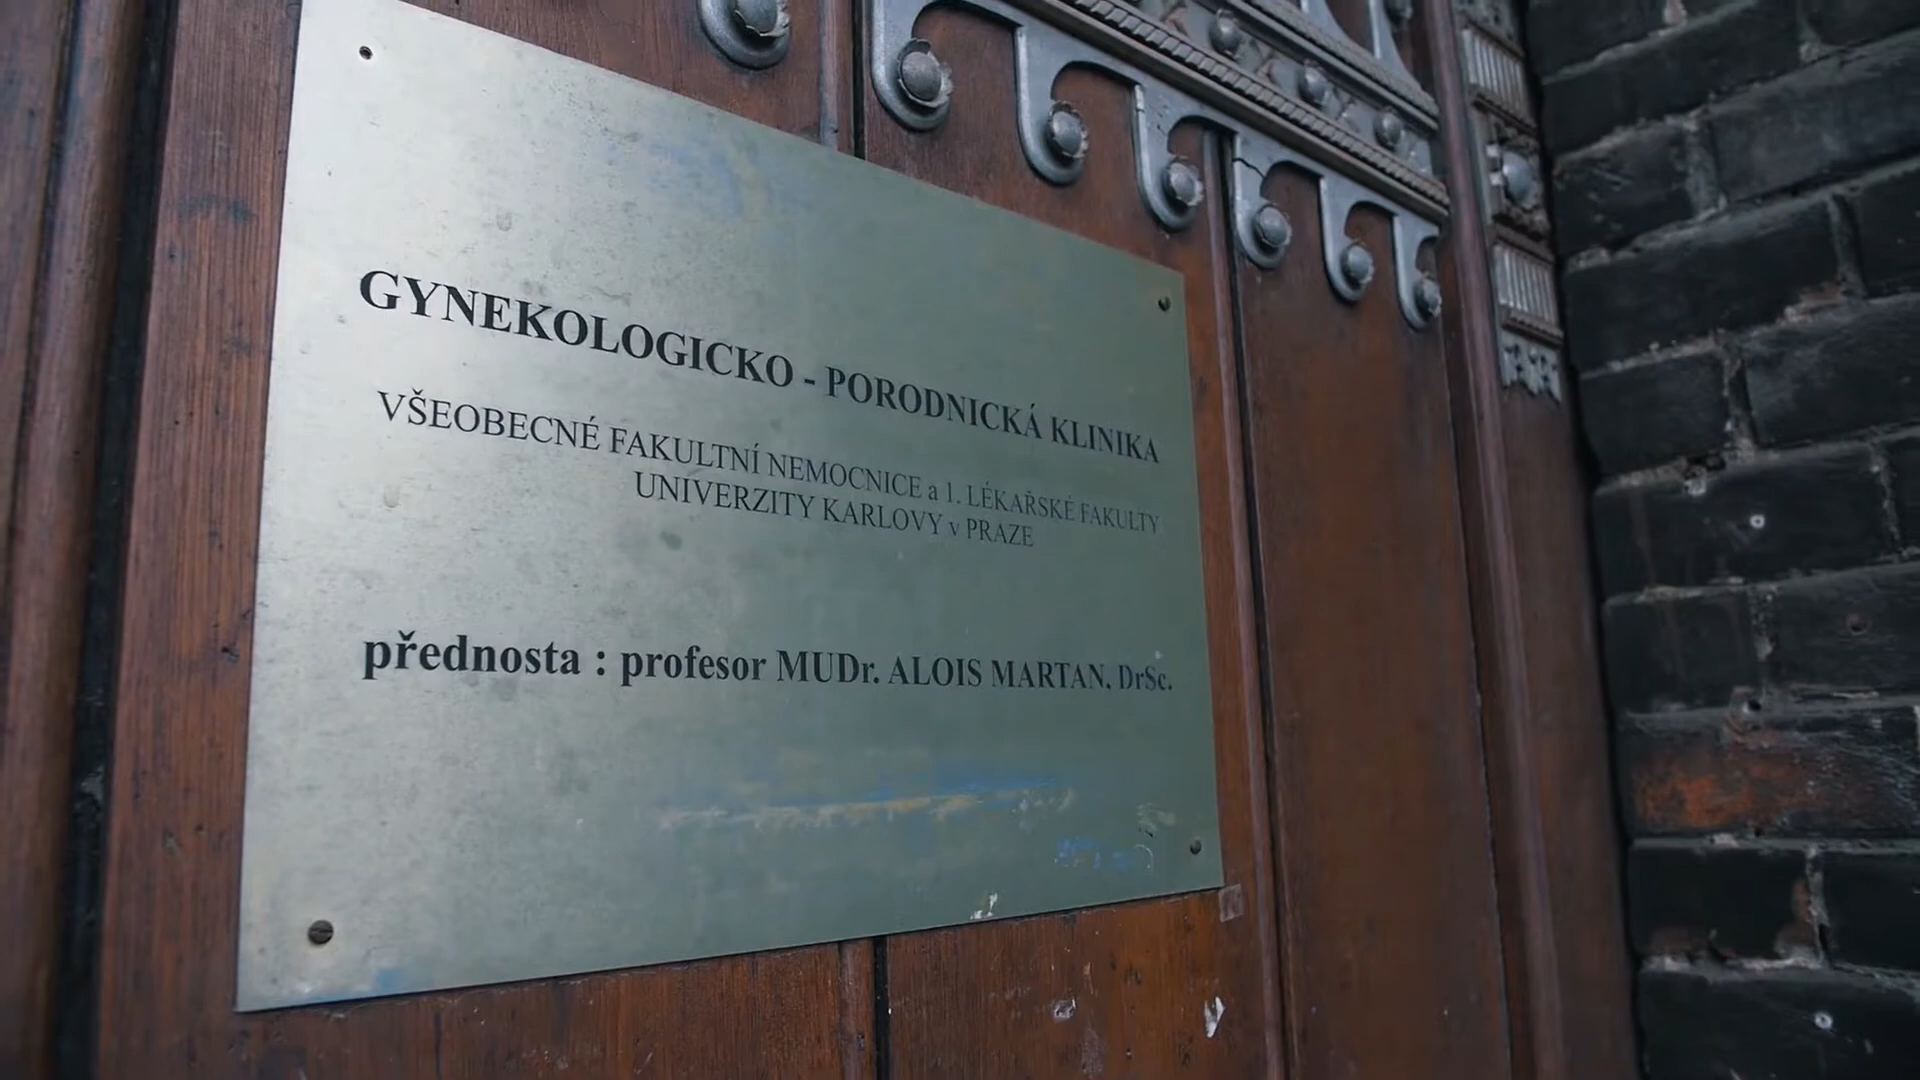 GYNEKOLOGICKO - PORODNICKÁ KLINIKA
VŠEOBECNÉ FAKULTNÍ NEMOCNICE a 1. LÉKAŘSKÉ FAKULTY
UNIVERZITY KARLOVY v PRAZE
přednosta : profesor MUDr. ALOIS MARTAN, DrSc.